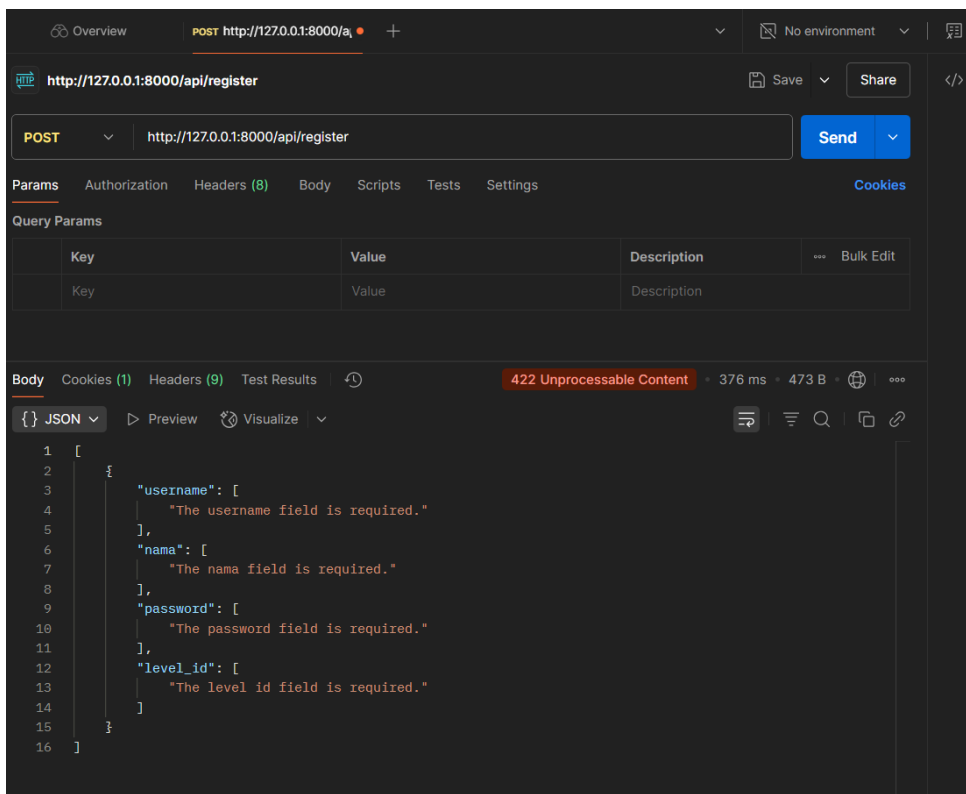 Overview POST http://127.0.0.1:8000/a No environment
HTTP http://127.0.0.1:8000/api/register Save Share </>
POST http://127.0.0.1:8000/api/register Send
Params Authorization Headers (8) Body Scripts Tests Settings Cookies
Query Params
Key Value Description Bulk Edit
Key Value Description
Body Cookies (1) Headers (9) Test Results 422 Unprocessable Content 376 ms 473 B
{} JSON Preview Visualize
1 [
2 {
3 "username": [
4 "The username field is required."
5 ],
6 "nama": [
7 "The nama field is required."
8 ],
9 "password": [
10 "The password field is required."
11 ],
12 "level_id": [
13 "The level id field is required."
14 ]
15 }
16 ]